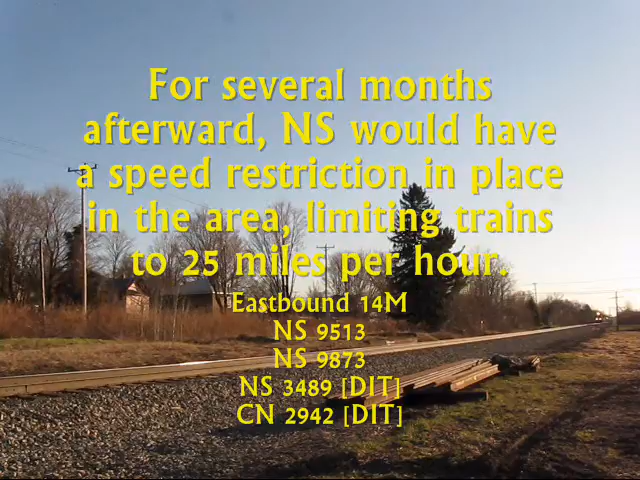 For several months
afterward, NS would have
a speed restriction in place
in the area, limiting trains
to 25 miles per hour.
Eastbound 14M
NS 9513
NS 9873
NS 3489 [DIT]
CN 2942 [DIT]